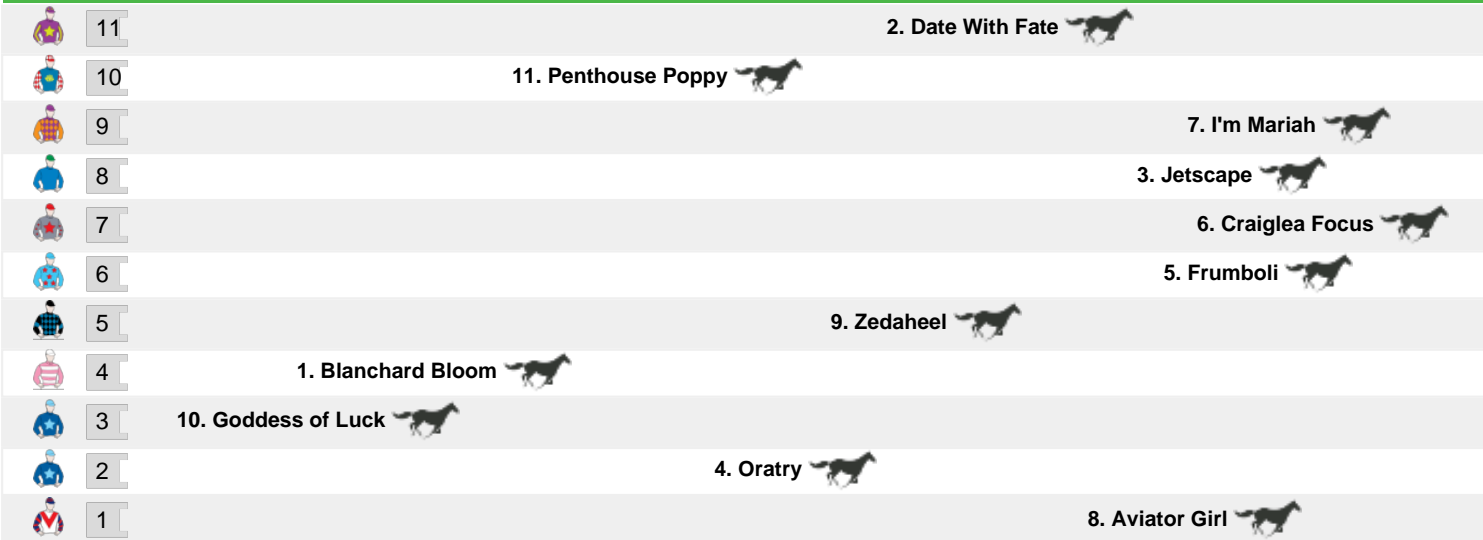 11 2. Date With Fate
10 11. Penthouse Poppy
9 7. I'm Mariah
8 3. Jetscape
7 6. Craiglea Focus
6 5. Frumboli
5 9. Zedaheel
4 1. Blanchard Bloom
3 10. Goddess of Luck
2 4. Oratry
1 8. Aviator Girl